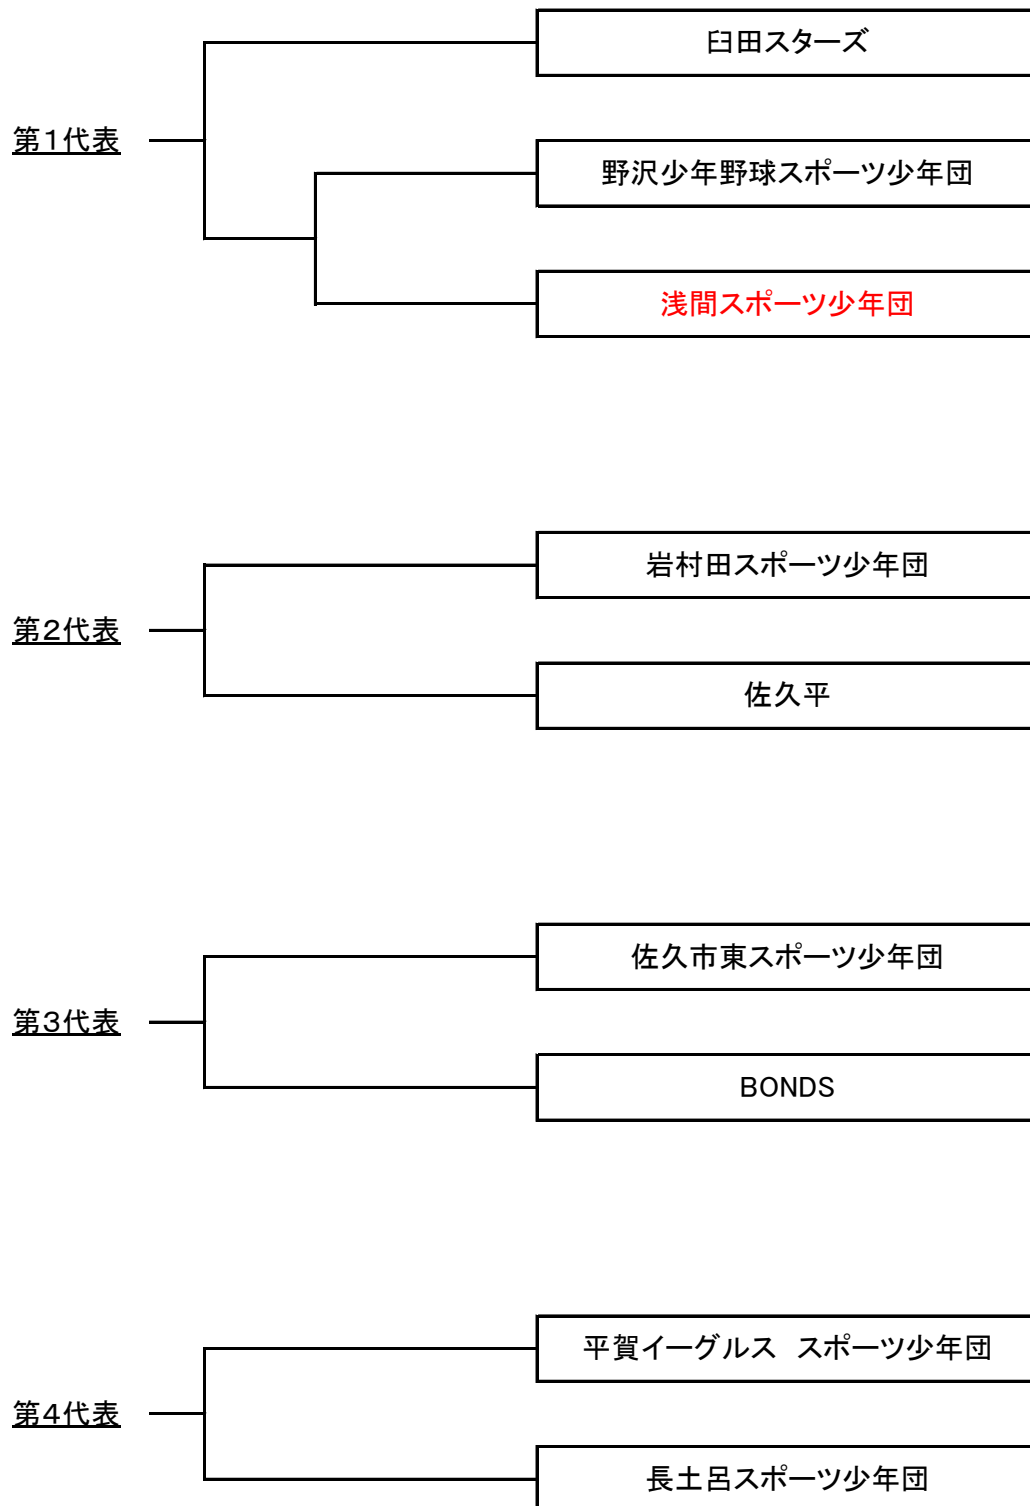 臼田スターズ
第1代表
野沢少年野球スポーツ少年団
浅間スポーツ少年団
岩村田スポーツ少年団
第2代表
佐久平
佐久市東スポーツ少年団
第3代表
BONDS
平賀イーグルス　スポーツ少年団
第4代表
長土呂スポーツ少年団